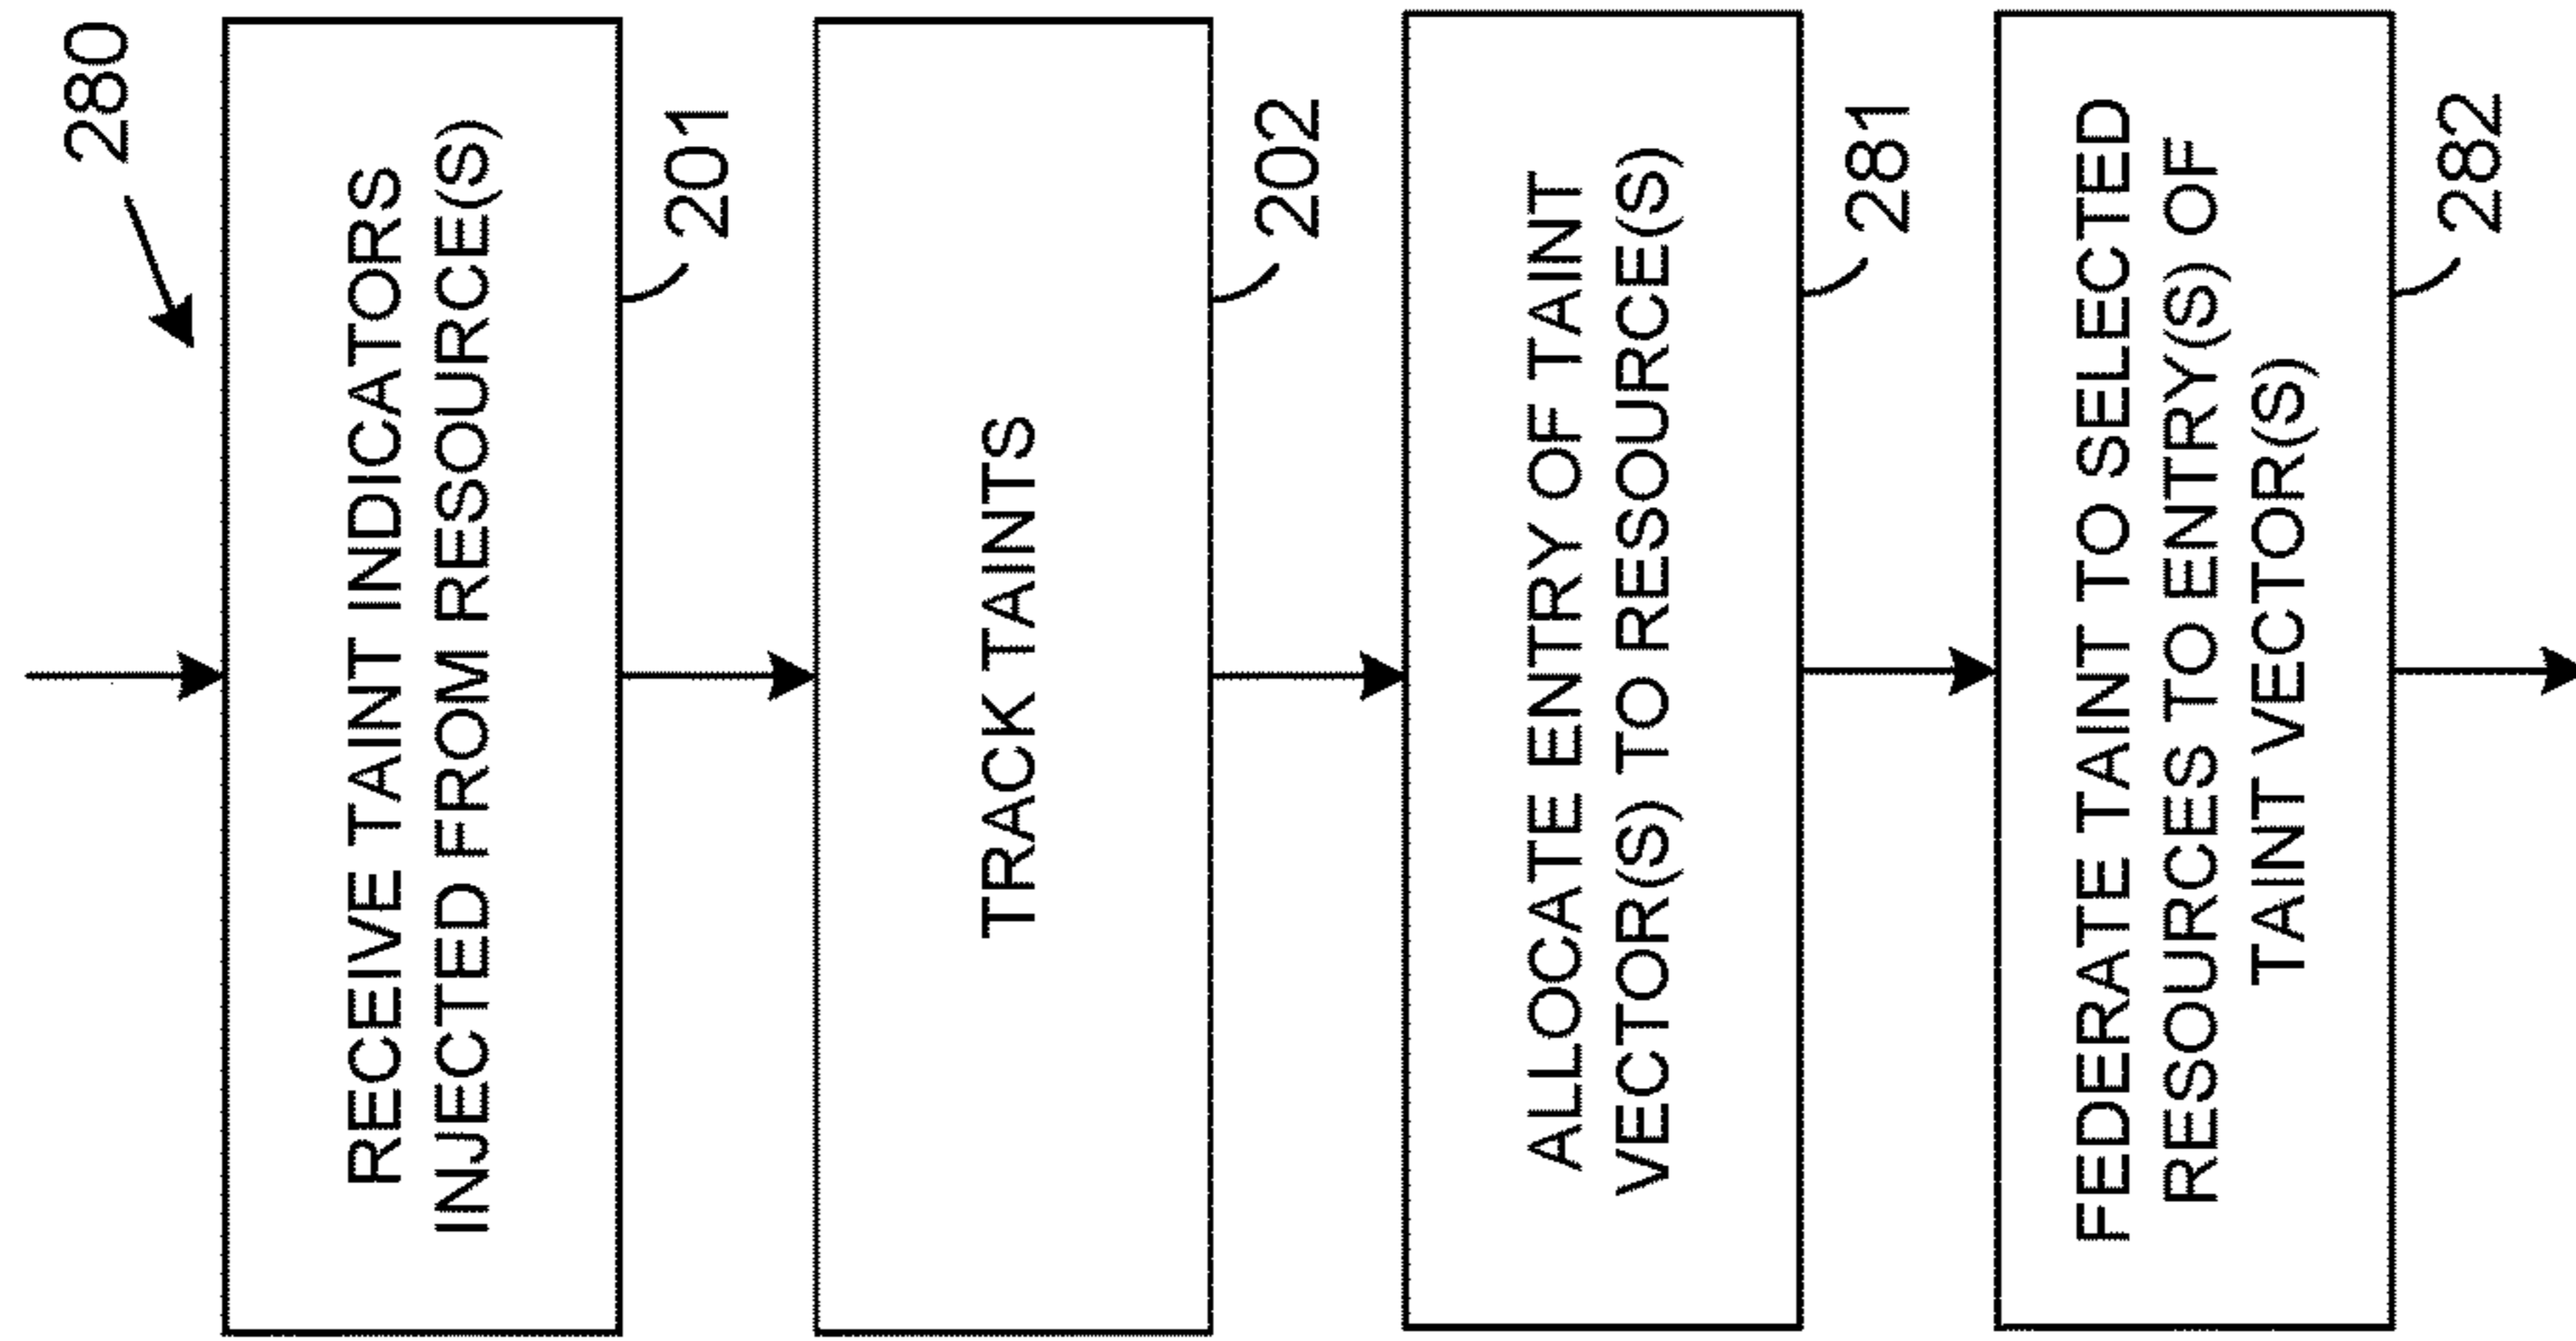 280
RECEIVE TAINT INDICATORS
INJECTED FROM RESOURCE(S)
201
TRACK TAINTS
202
ALLOCATE ENTRY OF TAINT
VECTOR(S) TO RESOURCE(S)
281
FEDERATE TAINT TO SELECTED
RESOURCES TO ENTRY(S) OF
TAINT VECTOR(S)
282